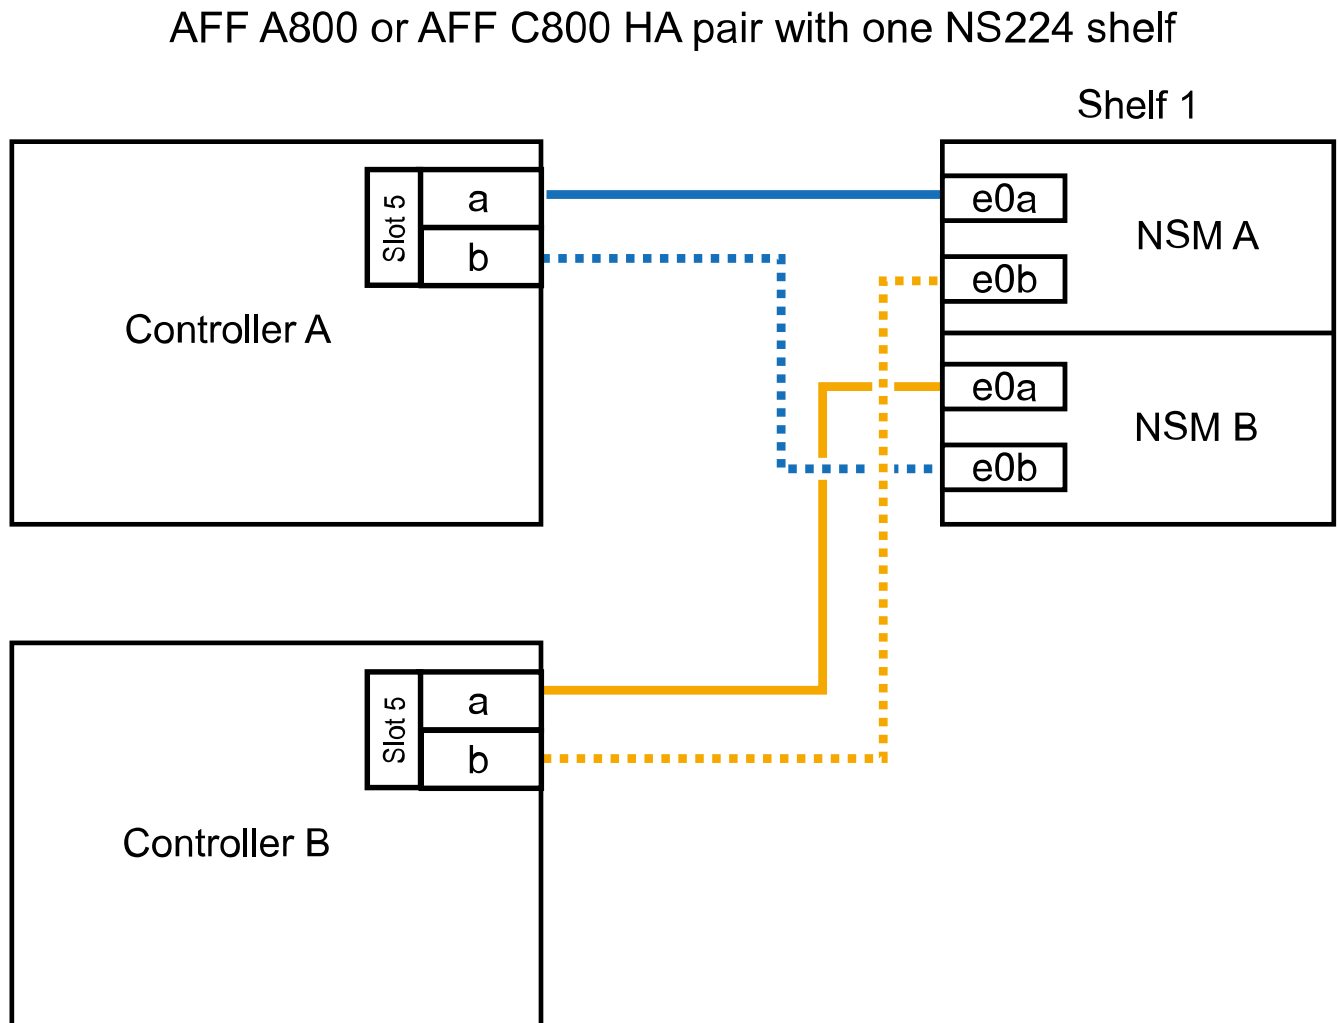 AFF A800 or AFF C800 HA pair with one NS224 shelf
Shelf 1
Slot 5
a
b
Controller A
e0a
e0b
NSM A
e0a
e0b
NSM B
Slot 5
a
b
Controller B